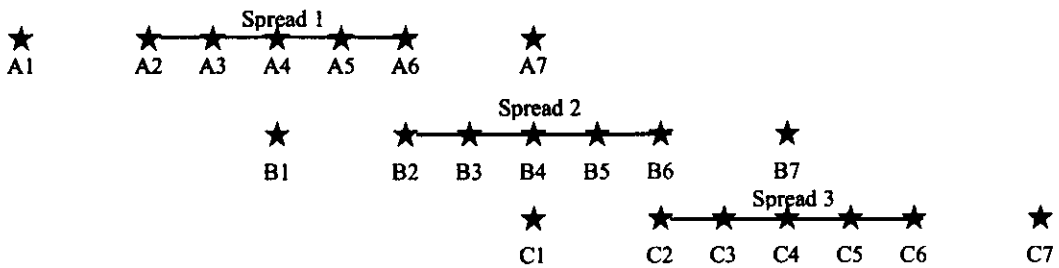 Spread 1
A1 A2 A3 A4 A5 A6 A7
Spread 2
B1 B2 B3 B4 B5 B6 B7
Spread 3
C1 C2 C3 C4 C5 C6 C7